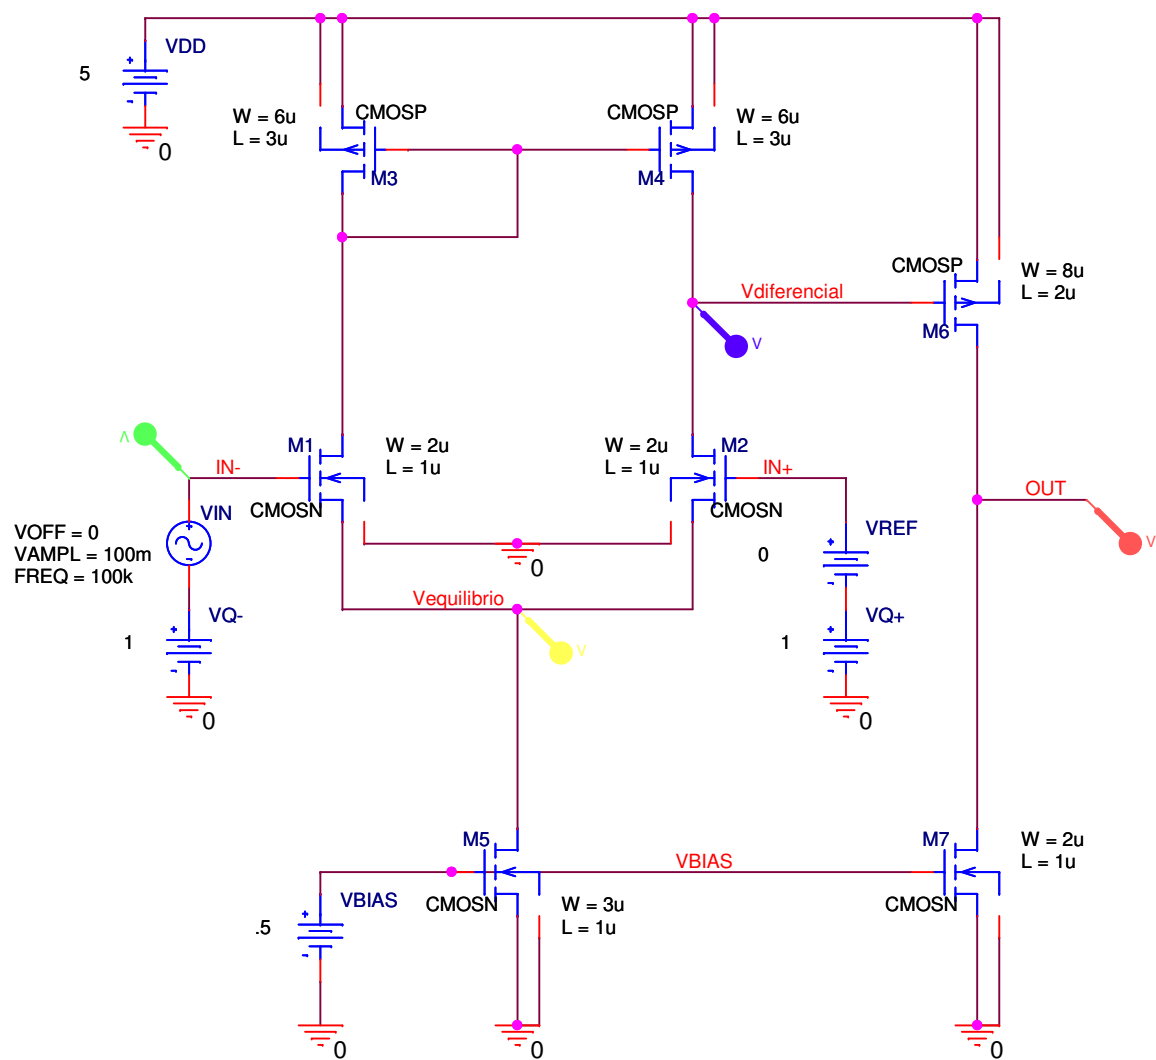 VDD
5
0
W = 6u
L = 3u
CMOSP
M3
CMOSP
W = 6u
L = 3u
M4
CMOSP
W = 8u
L = 2u
M6
Vdiferencial
V
V
IN-
M1
W = 2u
L = 1u
CMOSN
W = 2u
L = 1u
M2
IN+
CMOSN
OUT
V
VOFF = 0
VAMPL = 100m
FREQ = 100k
VIN
0
0
VREF
Vequilibrio
V
VQ-
1
0
VQ+
1
0
M5
VBIAS
M7
W = 2u
L = 1u
VBIAS
.5
CMOSN
W = 3u
L = 1u
CMOSN
0
0
0